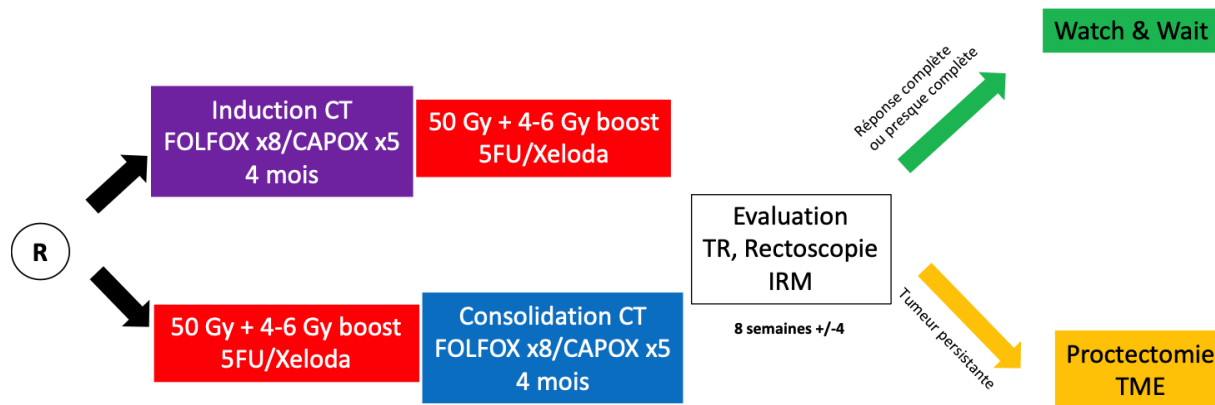 R
Induction CT
FOLFOX x8/CAPOX x5
4 mois
50 Gy + 4-6 Gy boost
5FU/Xeloda
50 Gy + 4-6 Gy boost
5FU/Xeloda
Consolidation CT
FOLFOX x8/CAPOX x5
4 mois
Evaluation
TR, Rectoscopie
IRM
8 semaines +/-4
Réponse complète
ou presque complète
Watch & Wait
Tumeur persistante
Proctectomie
TME